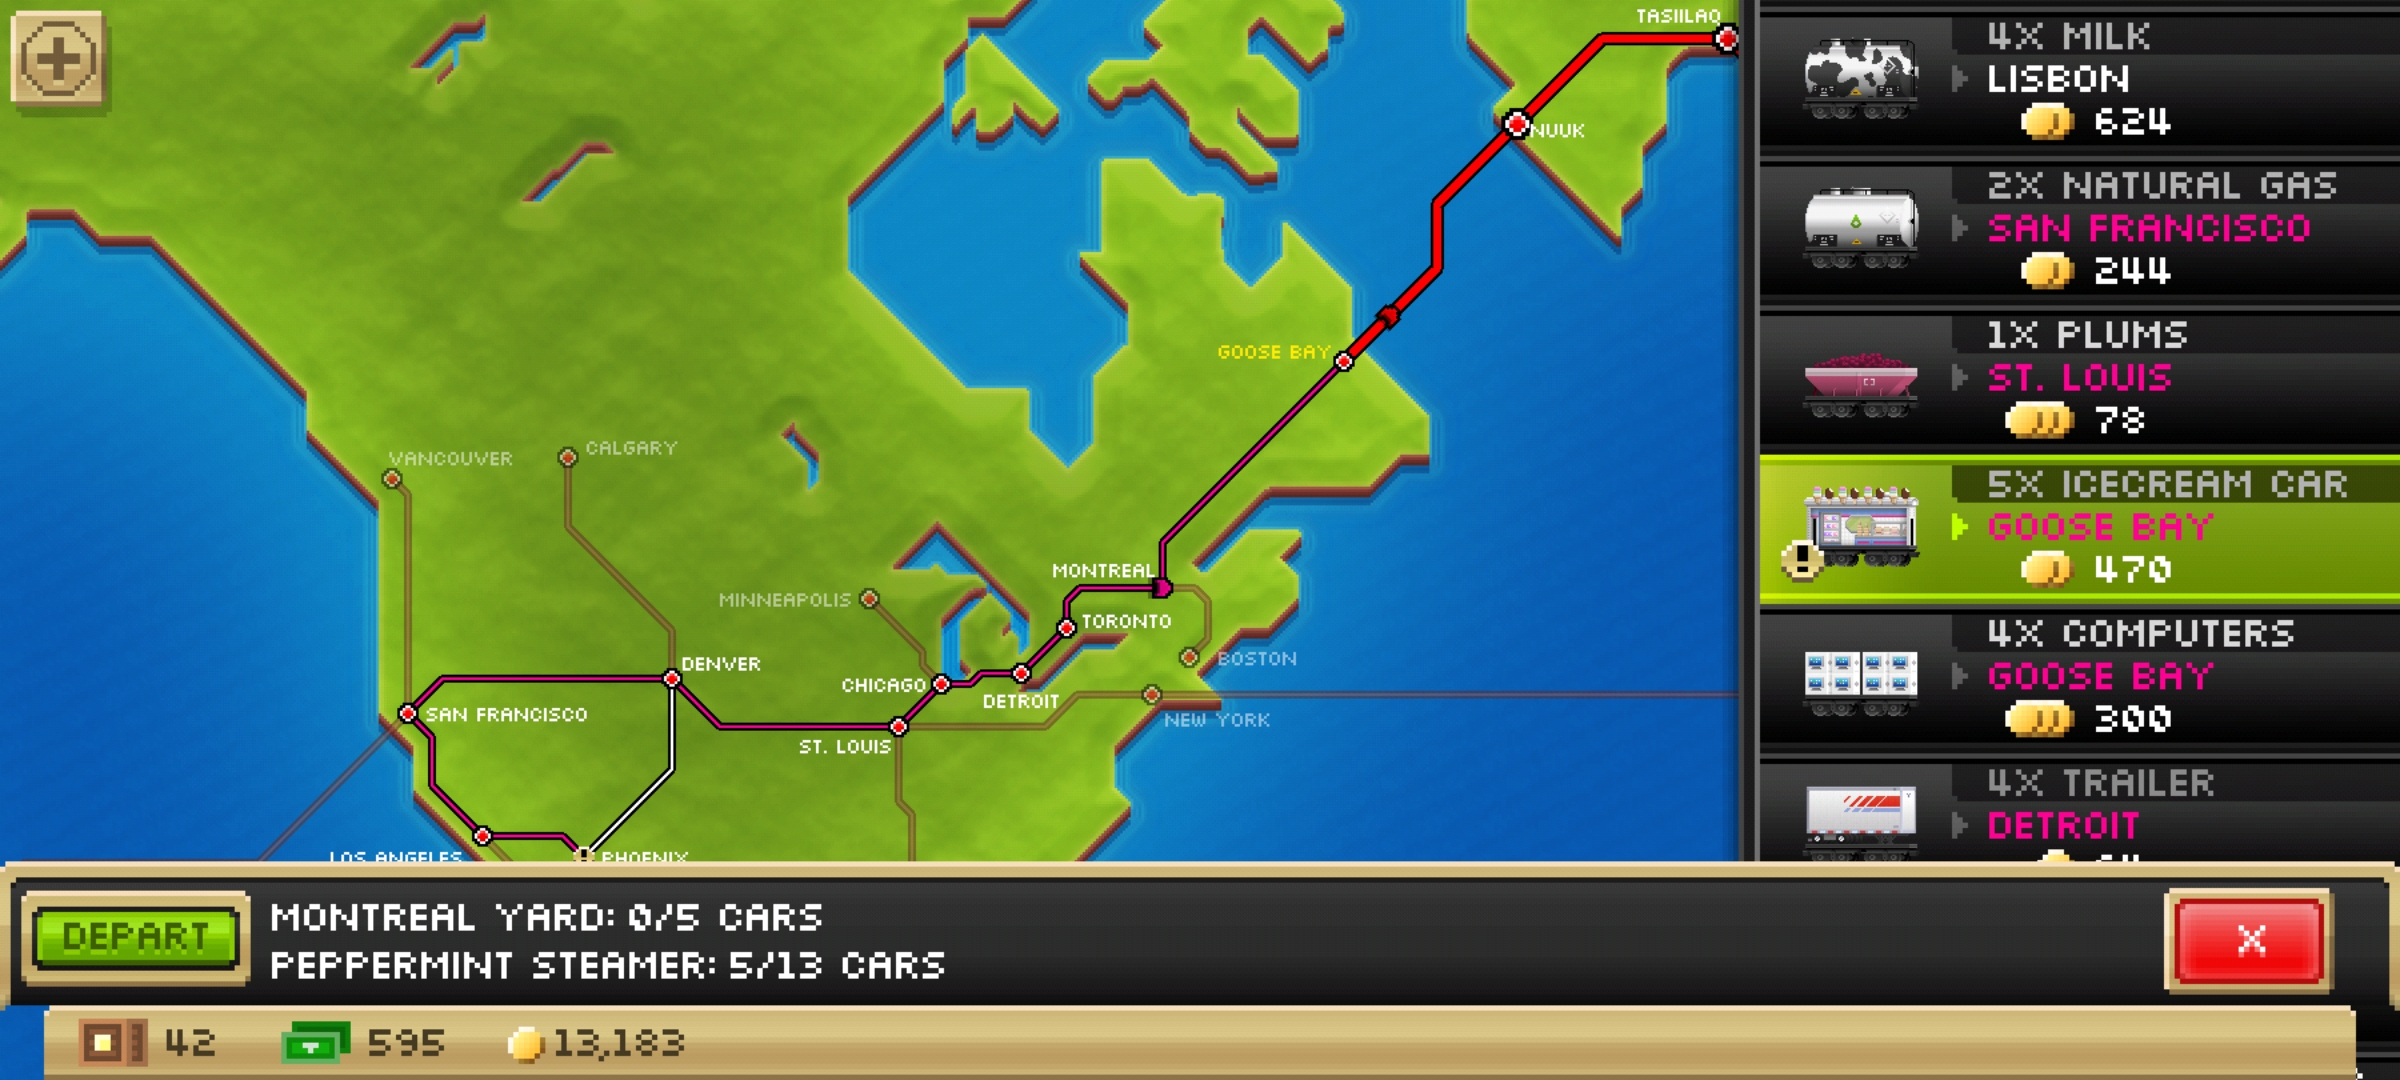 TASIILAQ
NUUK
GOOSE BAY
VANCOUVER
CALGARY
MONTREAL
MINNEAPOLIS
TORONTO
BOSTON
DENVER
CHICAGO
DETROIT
SAN FRANCISCO
NEW YORK
ST. LOUIS
LOS ANGELES
PHOENIX
4X MILK
LISBON
624
2X NATURAL GAS
SAN FRANCISCO
244
1X PLUMS
ST. LOUIS
78
5X ICECREAM CAR
GOOSE BAY
470
4X COMPUTERS
GOOSE BAY
300
4X TRAILER
DETROIT
DEPART
MONTREAL YARD: 0/5 CARS
PEPPERMINT STEAMER: 5/13 CARS
X
42
595
13,183